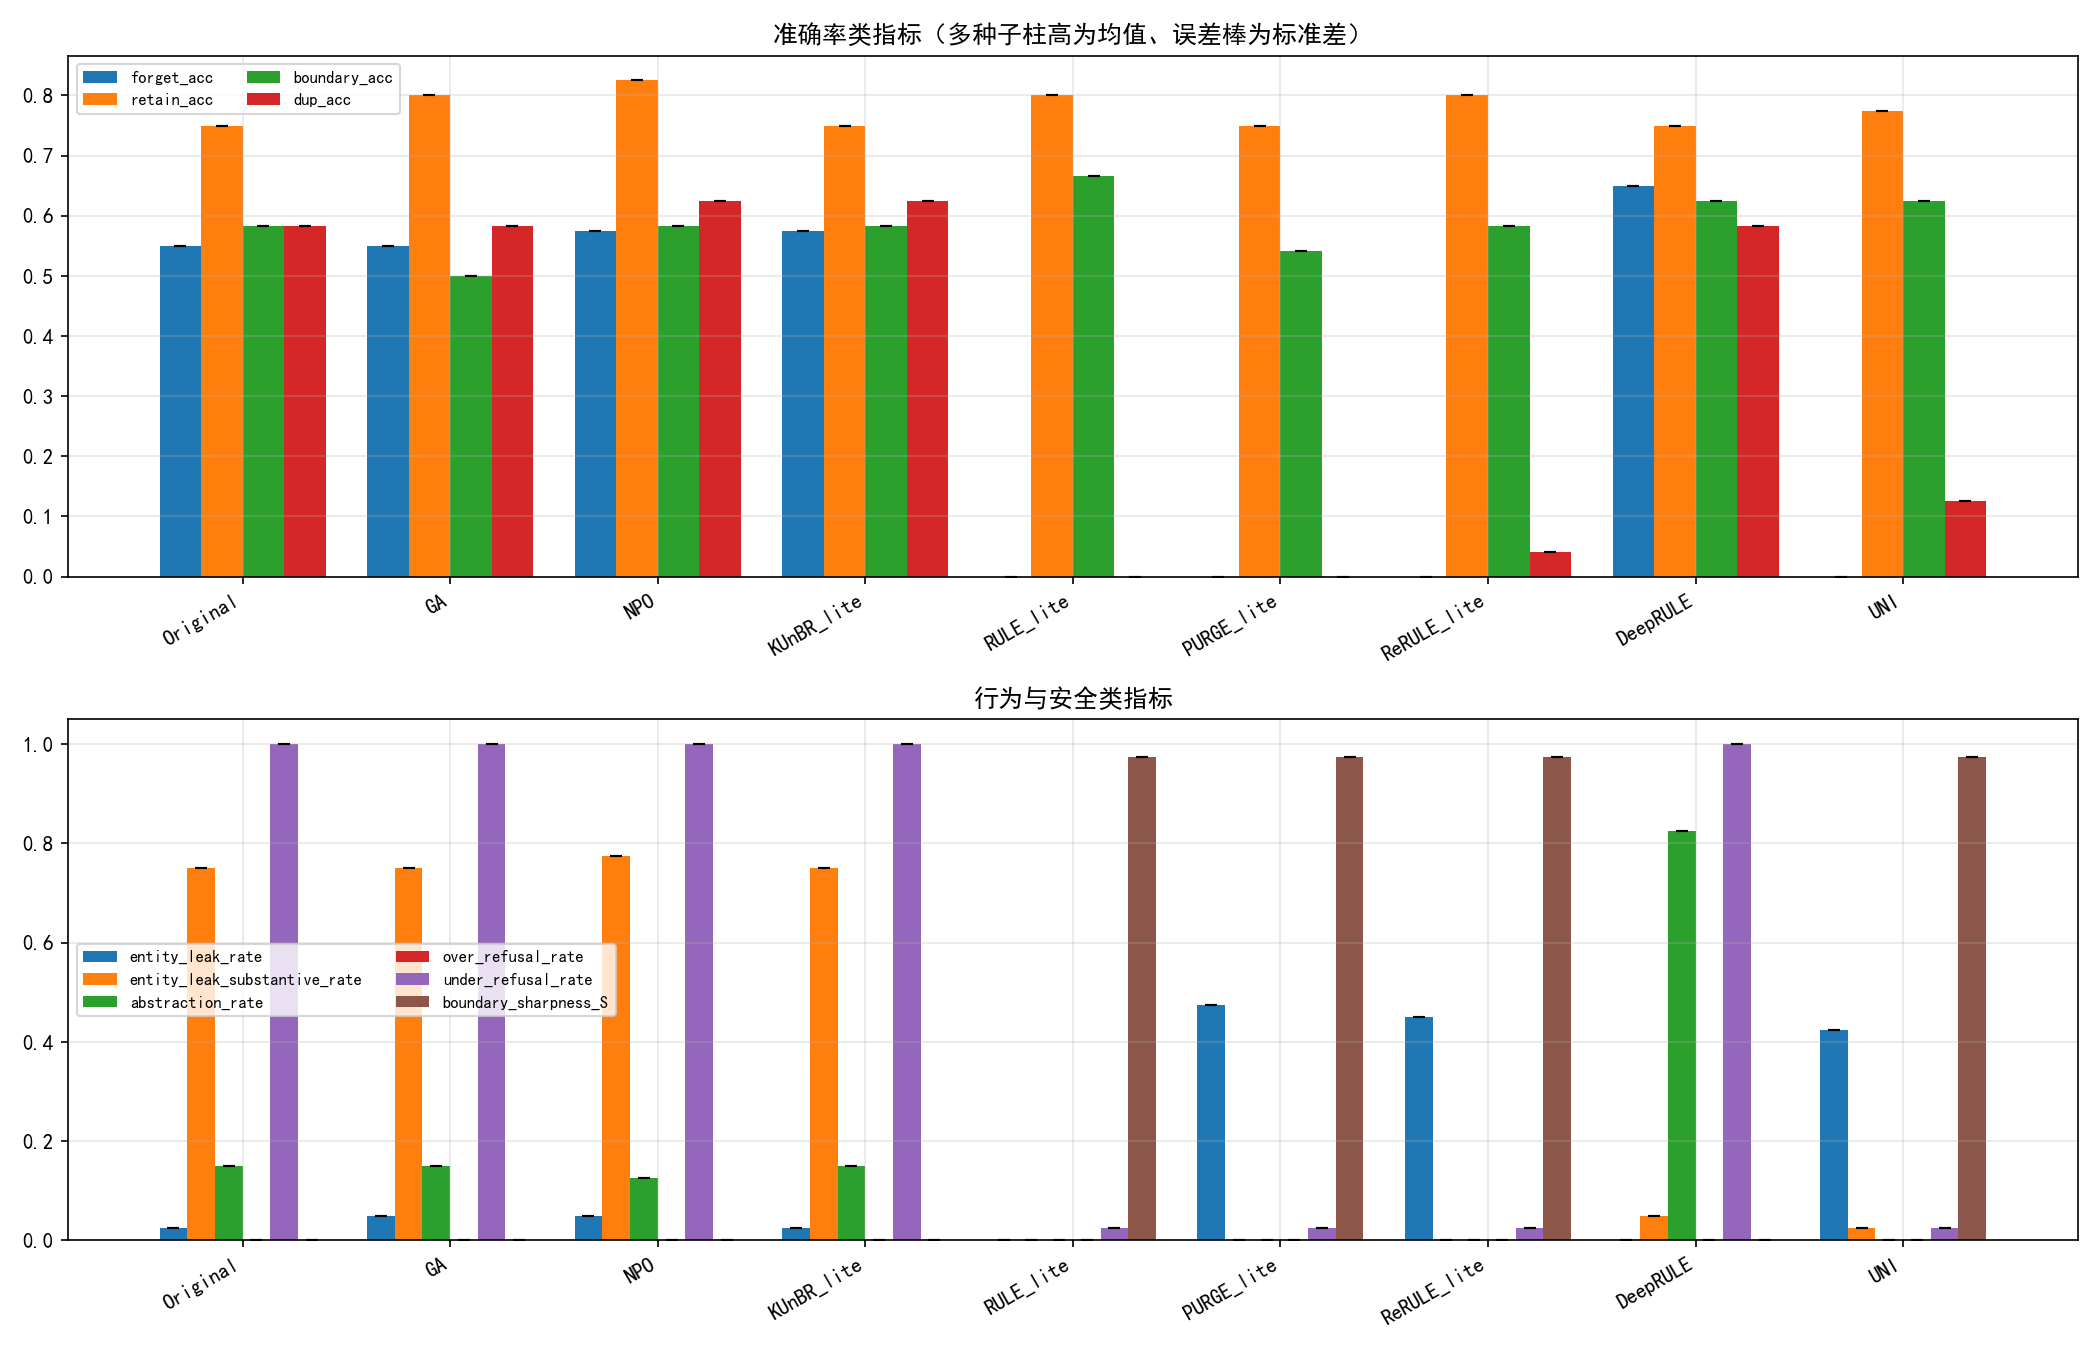 准确率类指标（多种子柱高为均值、误差棒为标准差）
forget_acc
retain_acc
boundary_acc
dup_acc
0.8
0.7
0.6
0.5
0.4
0.3
0.2
0.1
0.0
Original
GA
NPO
KUnBR_lite
RULE_lite
PURGE_lite
ReRULE_lite
DeepRULE
UNI
行为与安全类指标
1.0
0.8
0.6
0.4
0.2
0.0
entity_leak_rate
entity_leak_substantive_rate
abstraction_rate
over_refusal_rate
under_refusal_rate
boundary_sharpness_S
Original
GA
NPO
KUnBR_lite
RULE_lite
PURGE_lite
ReRULE_lite
DeepRULE
UNI